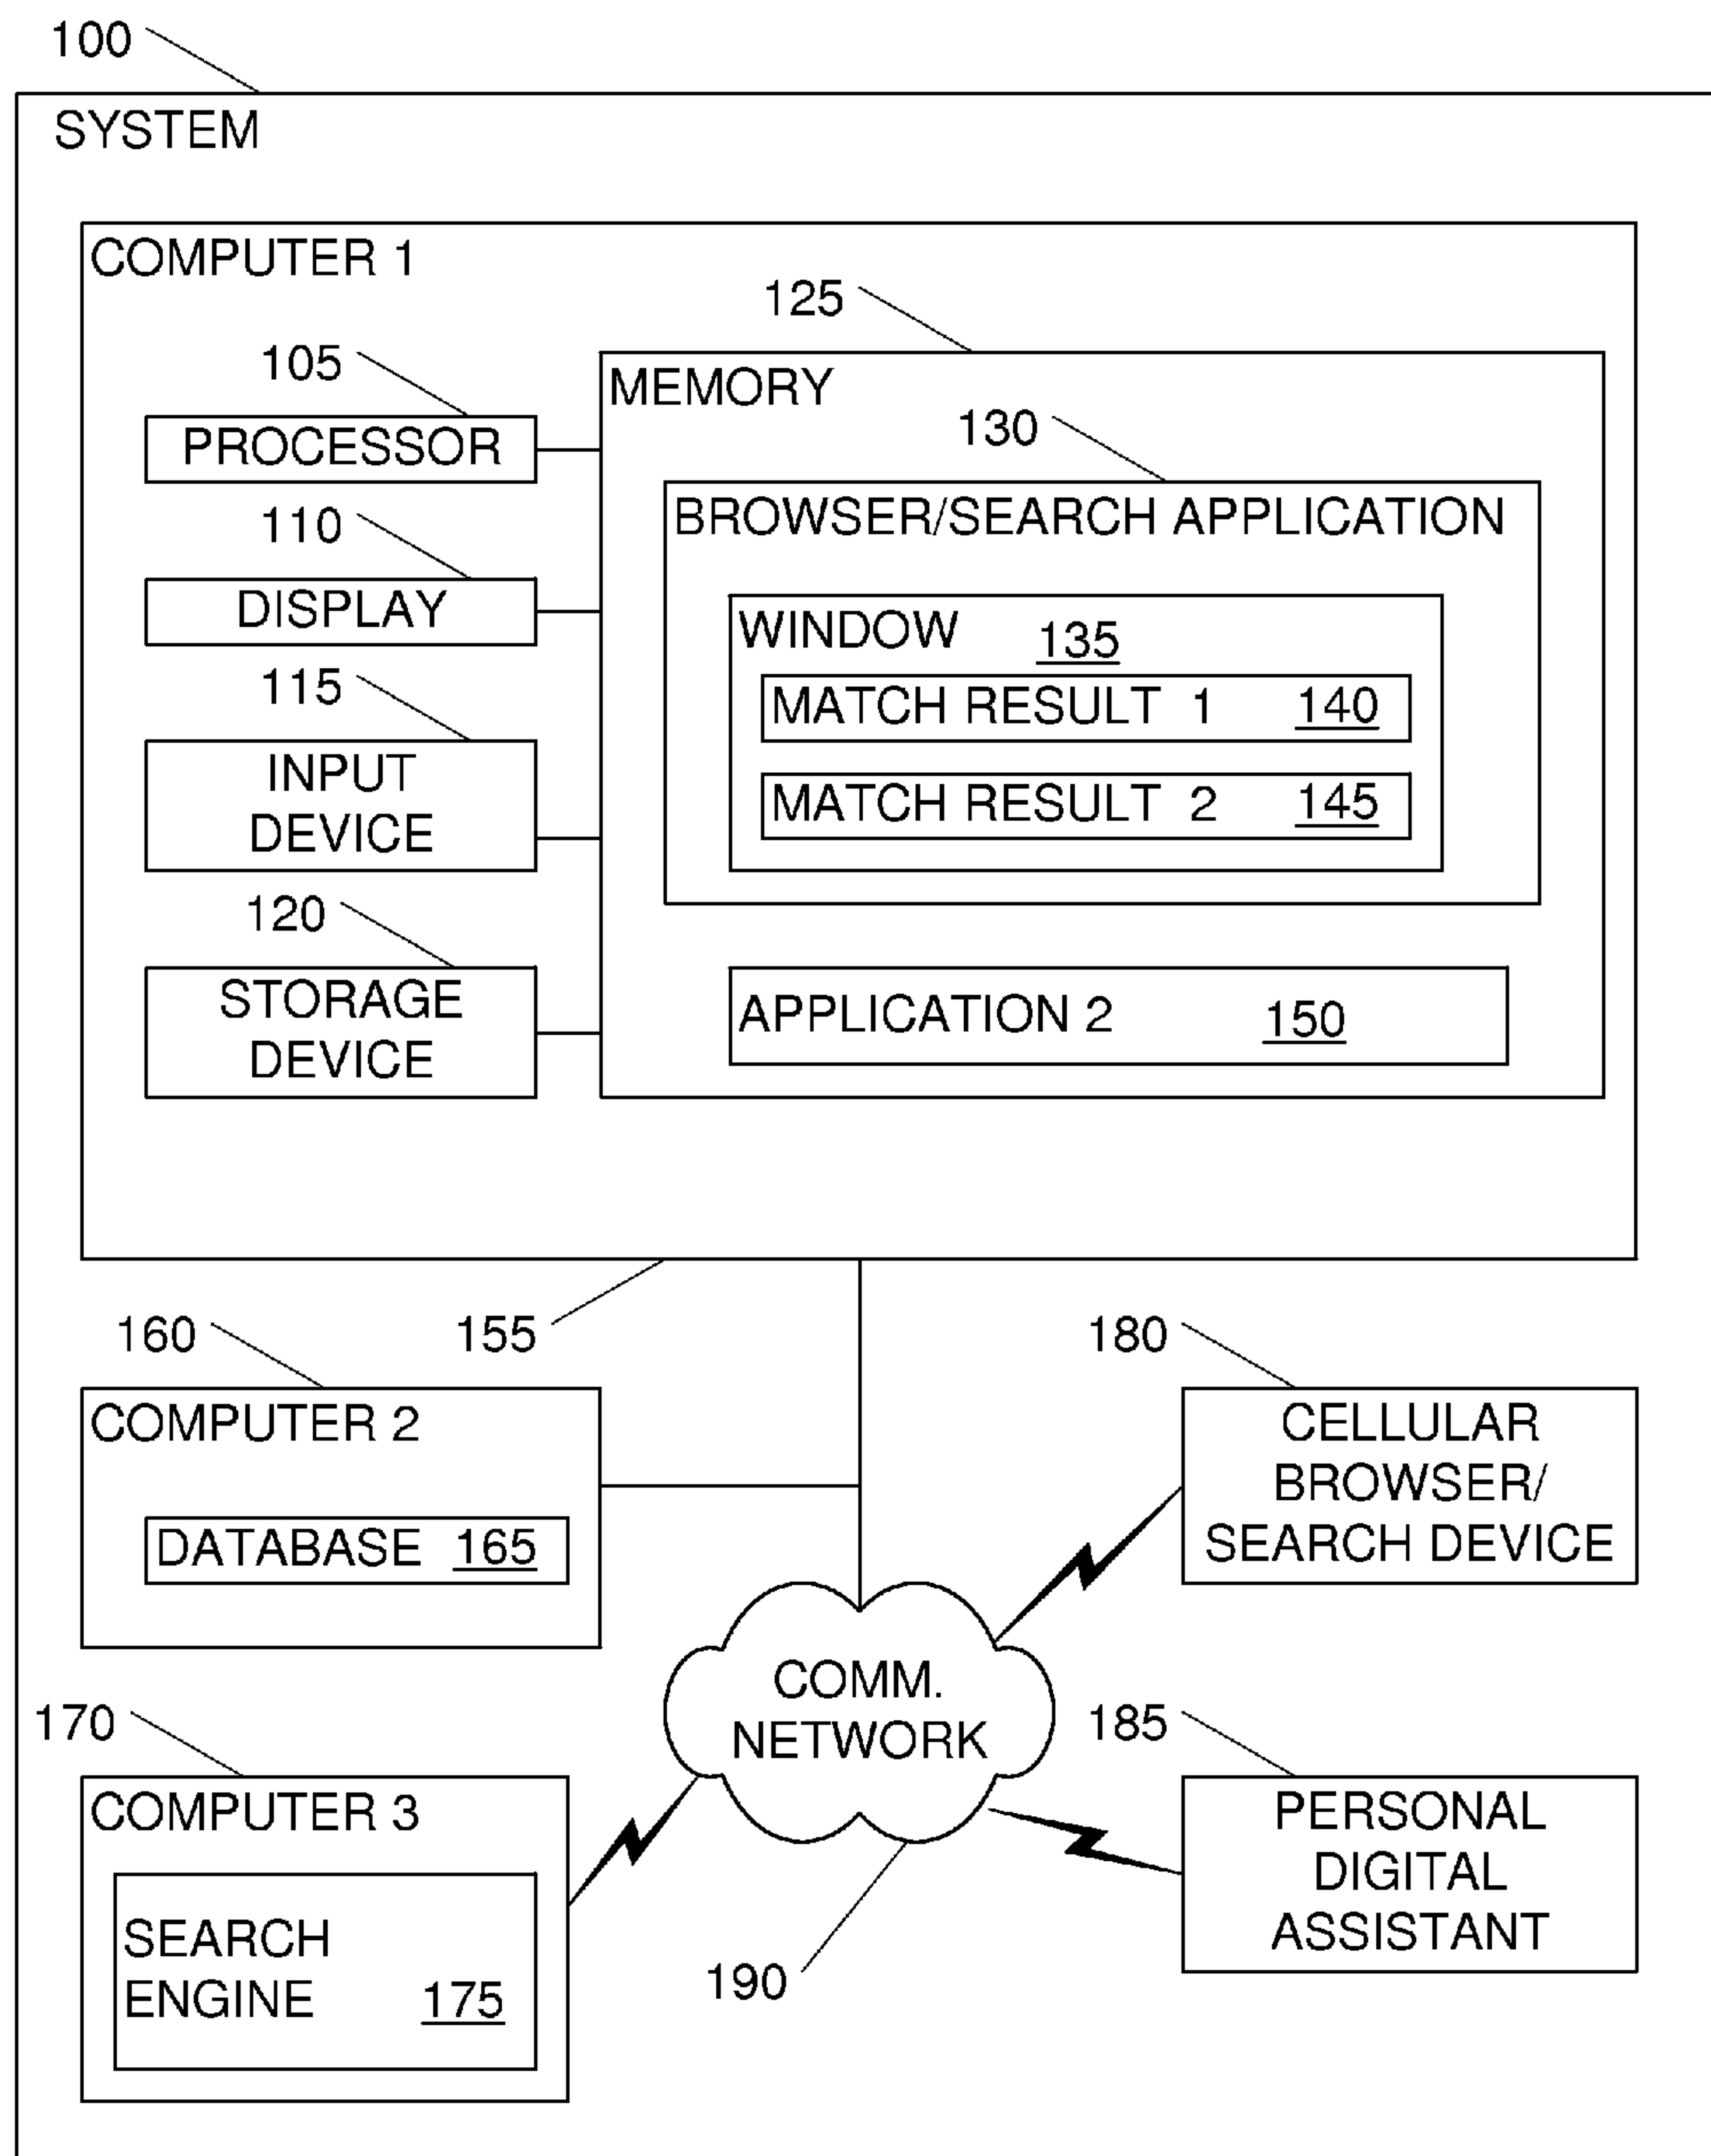 100
SYSTEM
COMPUTER 1
125
105
MEMORY
PROCESSOR
130
110
BROWSER/SEARCH APPLICATION
DISPLAY
WINDOW 135
115
MATCH RESULT 1 140
INPUT
DEVICE
MATCH RESULT 2 145
120
STORAGE
DEVICE
APPLICATION 2 150
160
155
180
COMPUTER 2
CELLULAR
BROWSER/
SEARCH DEVICE
DATABASE 165
COMM.
NETWORK
170
185
COMPUTER 3
PERSONAL
DIGITAL
ASSISTANT
SEARCH
ENGINE 175
190